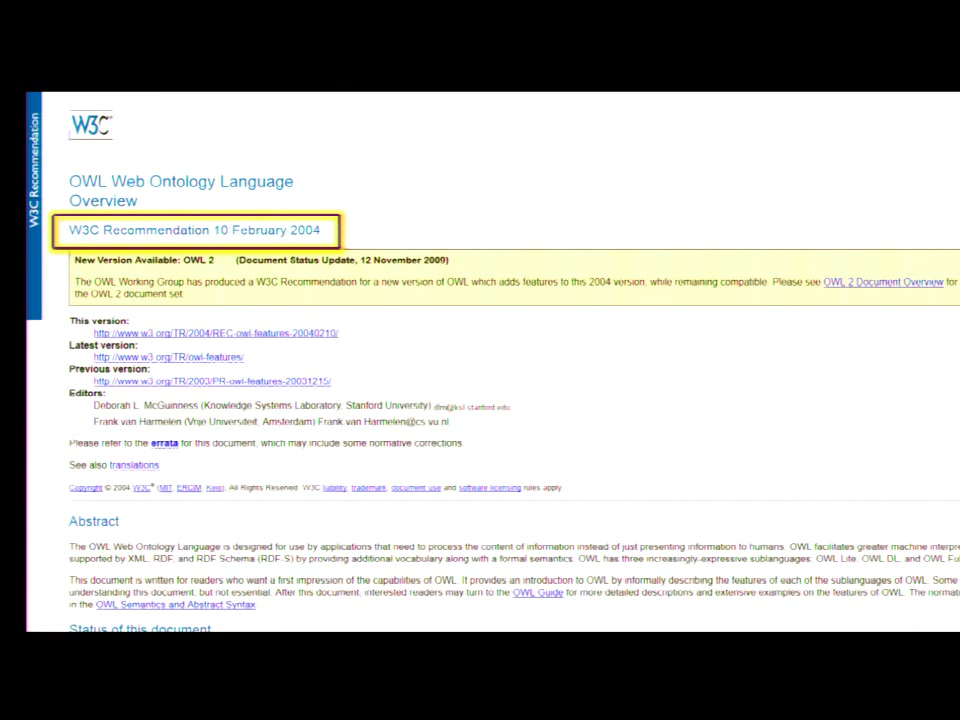 W3C Recommendation
W3C
OWL Web Ontology Language
Overview
W3C Recommendation 10 February 2004
New Version Available: OWL 2 (Document Status Update, 12 November 2009)
The OWL Working Group has produced a W3C Recommendation for a new version of OWL which adds features to this 2004 version, while remaining compatible. Please see OWL 2 Document Overview for
the OWL 2 document set.
This version:
http://www.w3.org/TR/2004/REC-owl-features-20040210/
Latest version:
http://www.w3.org/TR/owl-features/
Previous version:
http://www.w3.org/TR/2003/PR-owl-features-20031215/
Editors:
Deborah L. McGuinness (Knowledge Systems Laboratory, Stanford University) dlm@ksl.stanford.edu
Frank van Harmelen (Vrije Universiteit, Amsterdam) Frank.van.Harmelen@cs.vu.nl
Please refer to the errata for this document, which may include some normative corrections.
See also translations.
Copyright © 2004 W3C® (MIT, ERCIM, Keio), All Rights Reserved. W3C liability, trademark, document use and software licensing rules apply.
Abstract
The OWL Web Ontology Language is designed for use by applications that need to process the content of information instead of just presenting information to humans. OWL facilitates greater machine interpre
supported by XML, RDF, and RDF Schema (RDF-S) by providing additional vocabulary along with a formal semantics. OWL has three increasingly-expressive sublanguages: OWL Lite, OWL DL, and OWL Fu
This document is written for readers who want a first impression of the capabilities of OWL. It provides an introduction to OWL by informally describing the features of each of the sublanguages of OWL. Some
understanding this document, but not essential. After this document, interested readers may turn to the OWL Guide for more detailed descriptions and extensive examples on the features of OWL. The normat
in the OWL Semantics and Abstract Syntax.
Status of this document